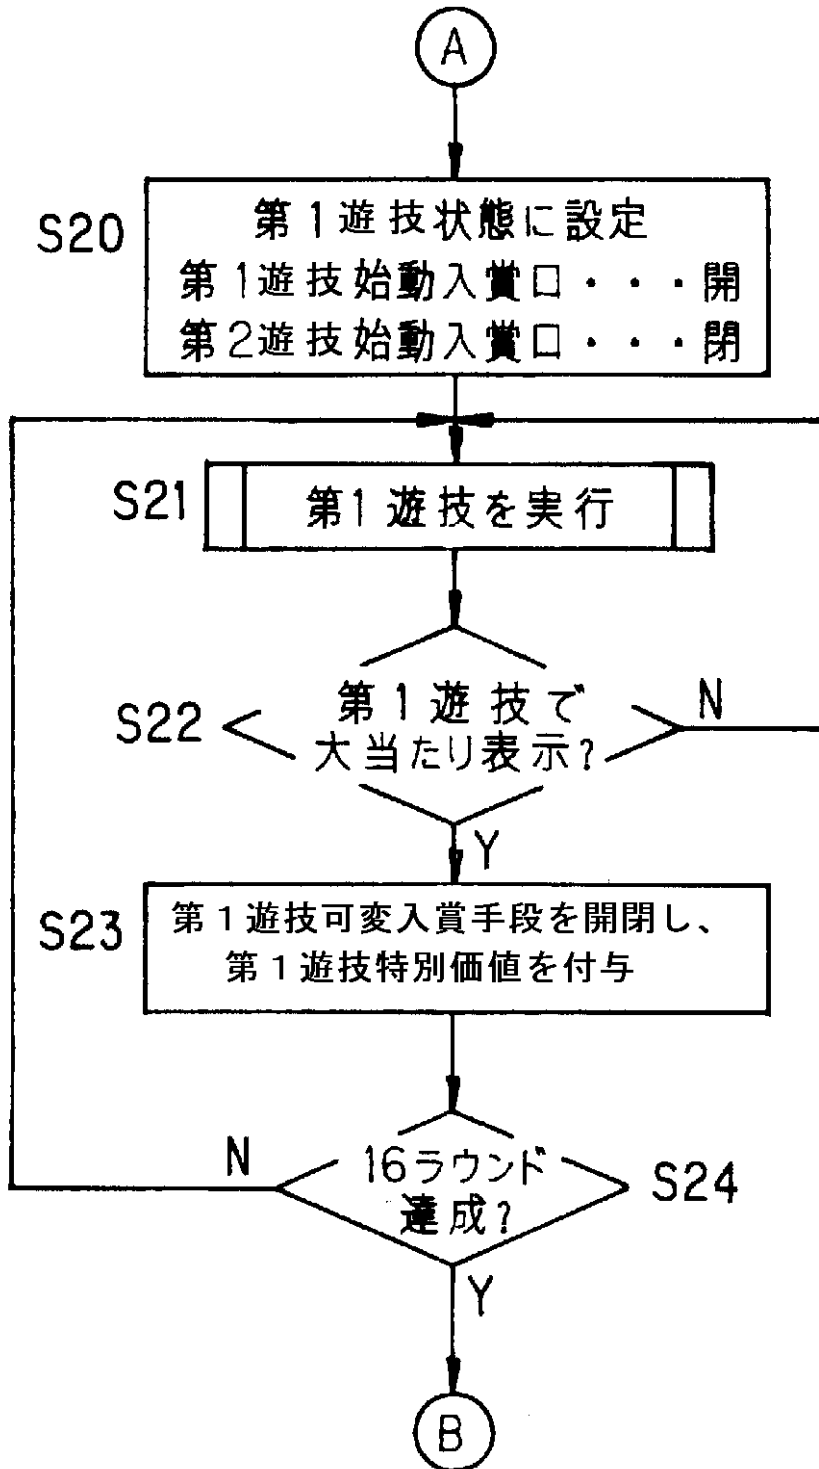 A
S20
第1遊技状態に設定
第1遊技始動入賞口・・・開
第2遊技始動入賞口・・・閉
S21
第1遊技を実行
S22
第1遊技で
大当たり表示?
N
Y
S23
第1遊技可変入賞手段を開閉し、
第1遊技特別価値を付与
N
16ラウンド
達成?
S24
Y
B